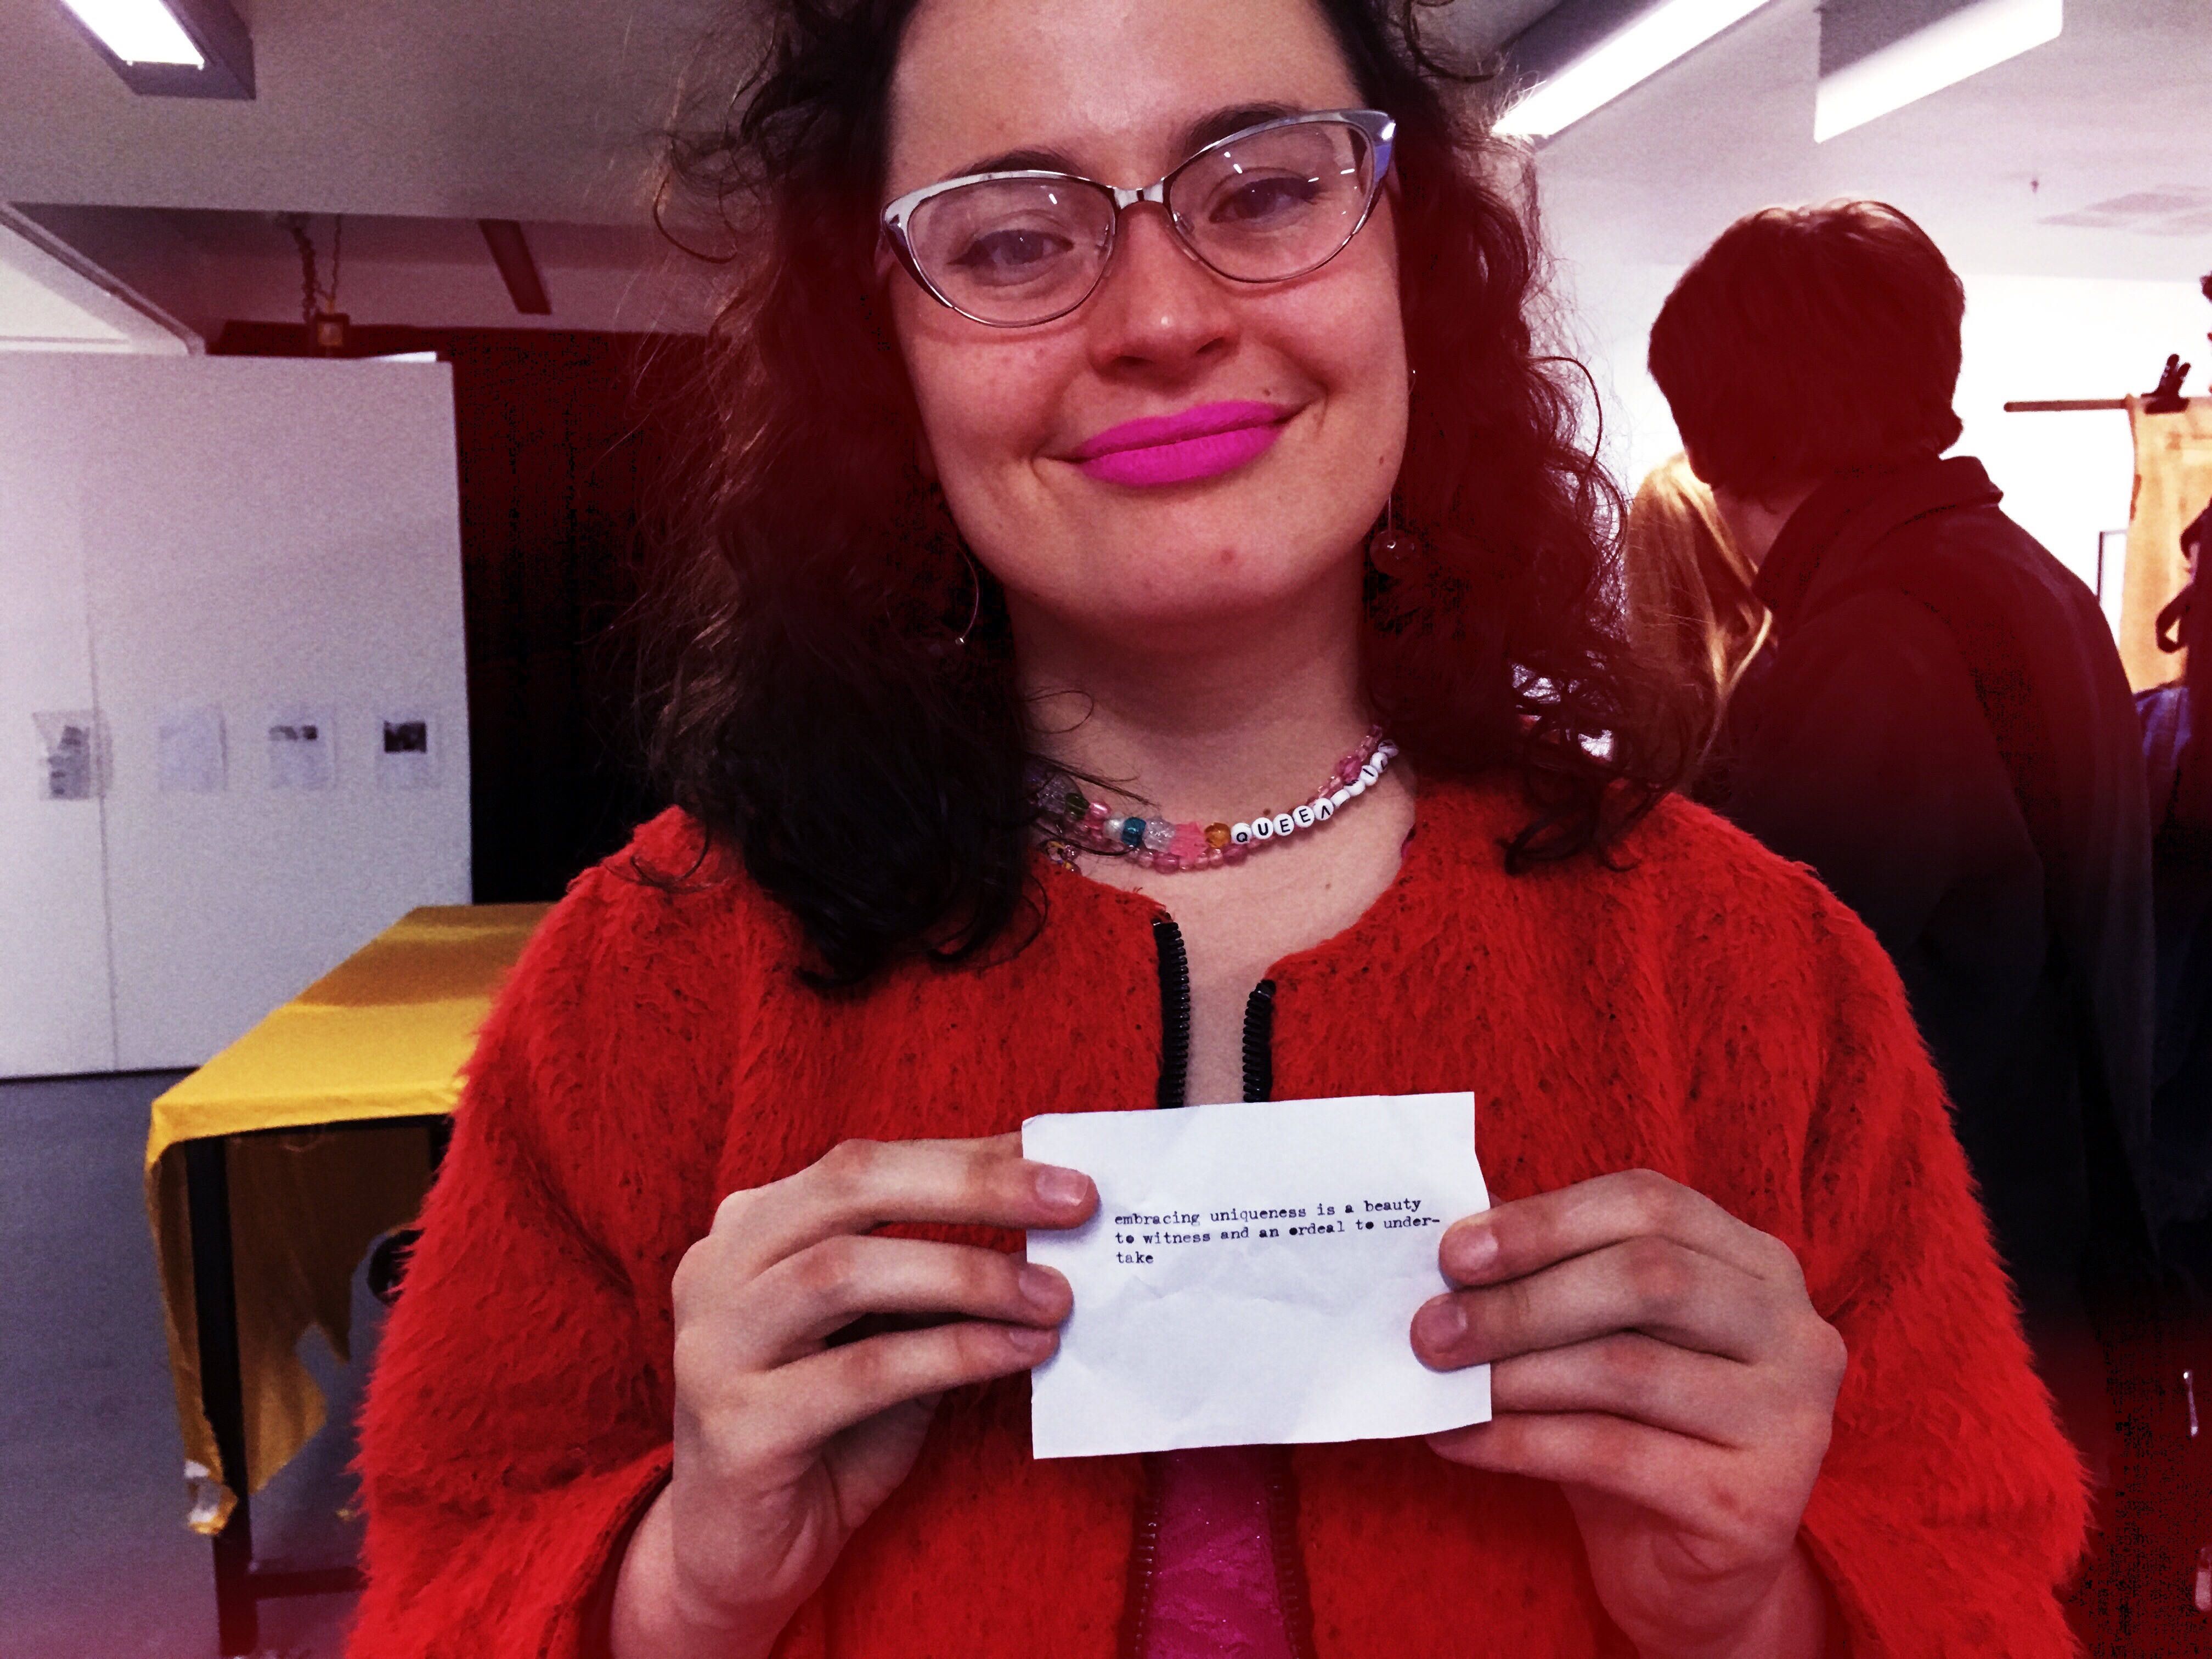 QUEEN
embracing uniqueness is a beauty
to witness and an ordeal to under-
take